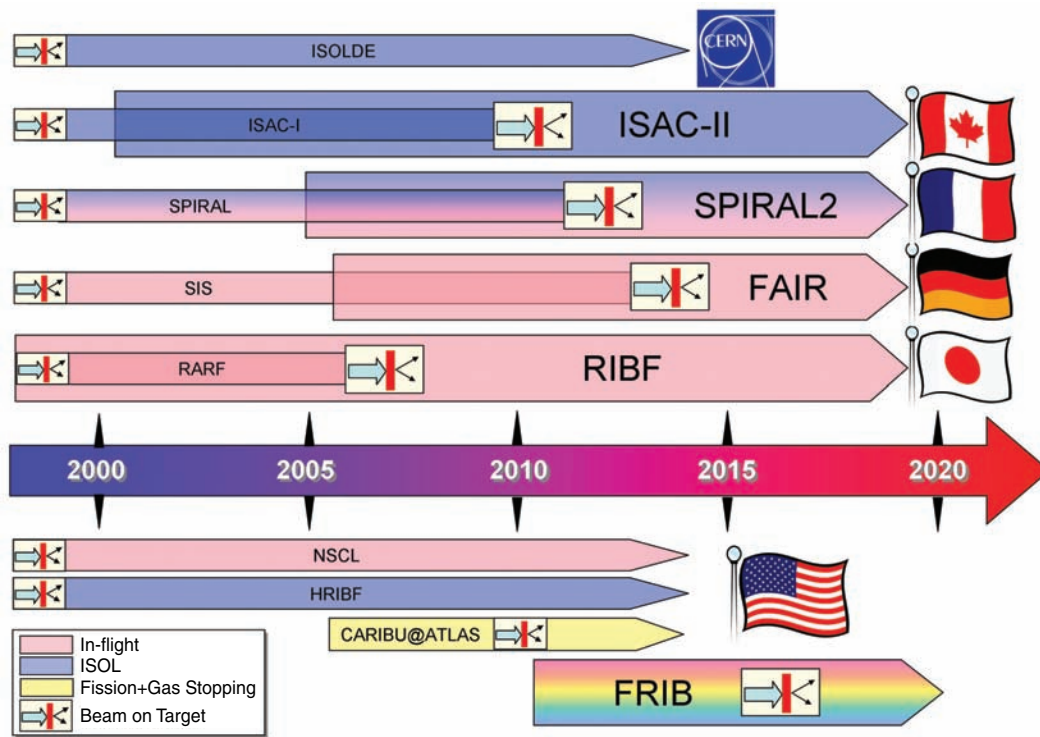 ISOLDE
CERN
ISAC-I
ISAC-II
SPIRAL
SPIRAL2
SIS
FAIR
RARF
RIBF
2000 2005 2010 2015 2020
NSCL
HRIBF
CARIBU@ATLAS
FRIB
In-flight
ISOL
Fission+Gas Stopping
Beam on Target